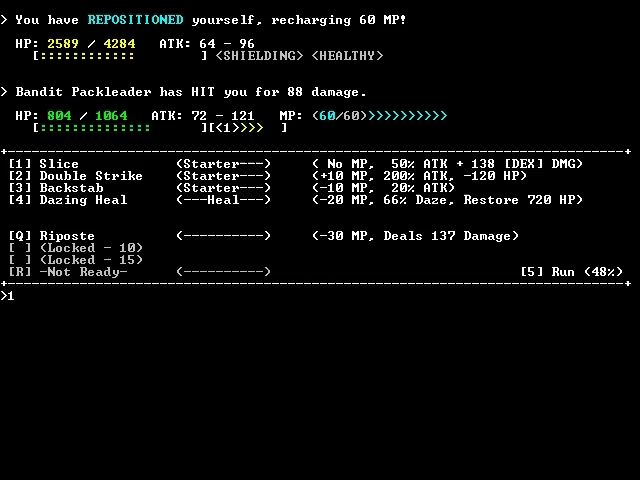 > You have REPOSITIONED yourself, recharging 60 MP!
HP: 2589 / 4284 ATK: 64 - 96
[:::::::::::: ] <SHIELDING> <HEALTHY>
> Bandit Packleader has HIT you for 88 damage.
HP: 804 / 1064 ATK: 72 - 121 MP: (60/60)>>>>>>>>>>
[:::::::::::::: ][<1>>>> ]
+------------------------------------------------------------------------------+
[1] Slice (Starter---) ( No MP, 50% ATK + 138 [DEX] DMG)
[2] Double Strike (Starter---) (+10 MP, 200% ATK, -120 HP)
[3] Backstab (Starter---) (-10 MP, 20% ATK)
[4] Dazing Heal (---Heal---) (-20 MP, 66% Daze, Restore 720 HP)
[Q] Riposte (----------) (-30 MP, Deals 137 Damage)
[ ] (Locked - 10)
[ ] (Locked - 15)
[R] -Not Ready- (----------) [5] Run (48%)
+------------------------------------------------------------------------------+
>1